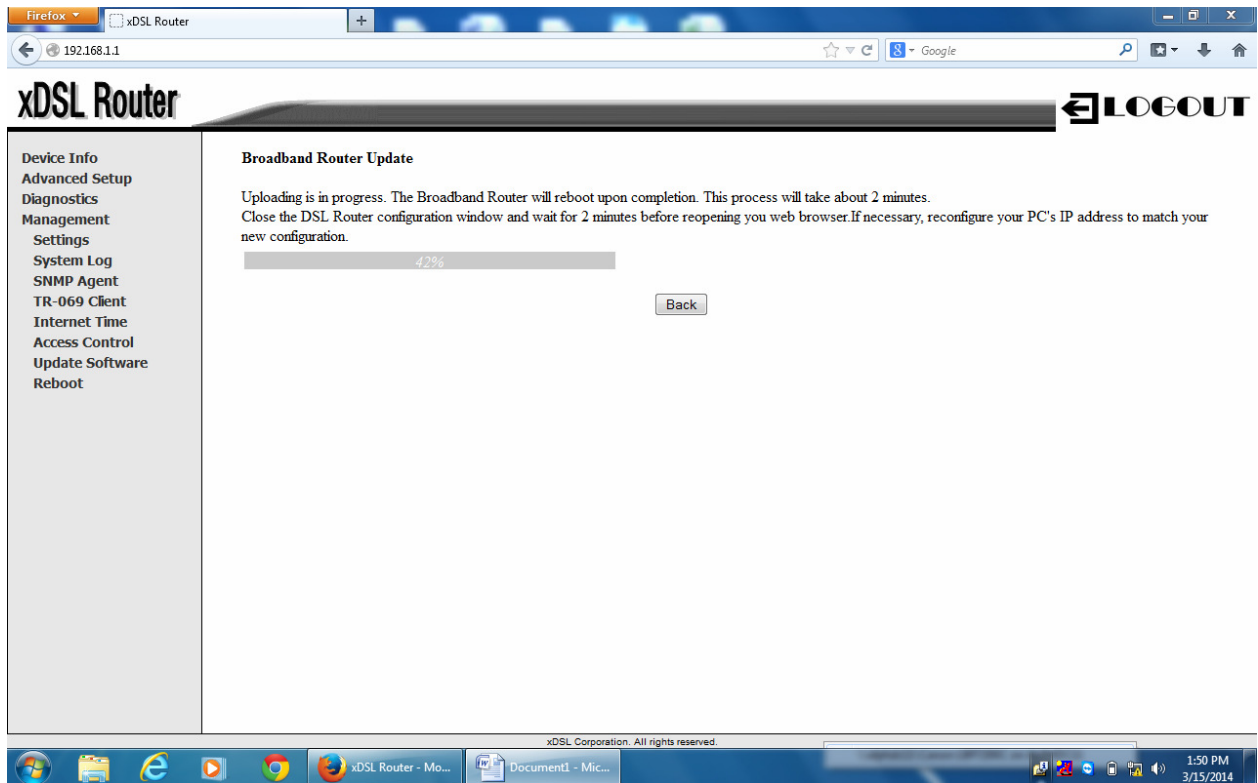 Firefox
xDSL Router
+
192.168.1.1
8
Google
xDSL Router
LOGOUT
Device Info
Advanced Setup
Diagnostics
Management
Settings
System Log
SNMP Agent
TR-069 Client
Internet Time
Access Control
Update Software
Reboot
Broadband Router Update
Uploading is in progress. The Broadband Router will reboot upon completion. This process will take about 2 minutes.
Close the DSL Router configuration window and wait for 2 minutes before reopening you web browser.If necessary, reconfigure your PC's IP address to match your
new configuration.
42%
Back
xDSL Corporation. All rights reserved.
xDSL Router - Mo...
Document1 - Mic...
1:50 PM
3/15/2014